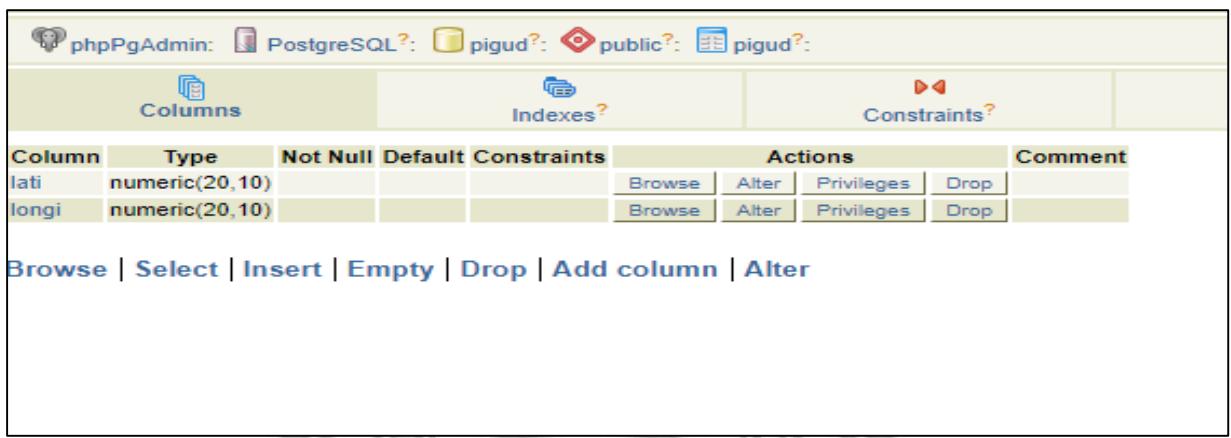 phpPgAdmin: PostgreSQL?: pigud?: public?: pigud?:
Columns Indexes? Constraints?
Column Type Not Null Default Constraints Actions Comment
lati numeric(20,10) Browse Alter Privileges Drop
longi numeric(20,10) Browse Alter Privileges Drop
Browse | Select | Insert | Empty | Drop | Add column | Alter